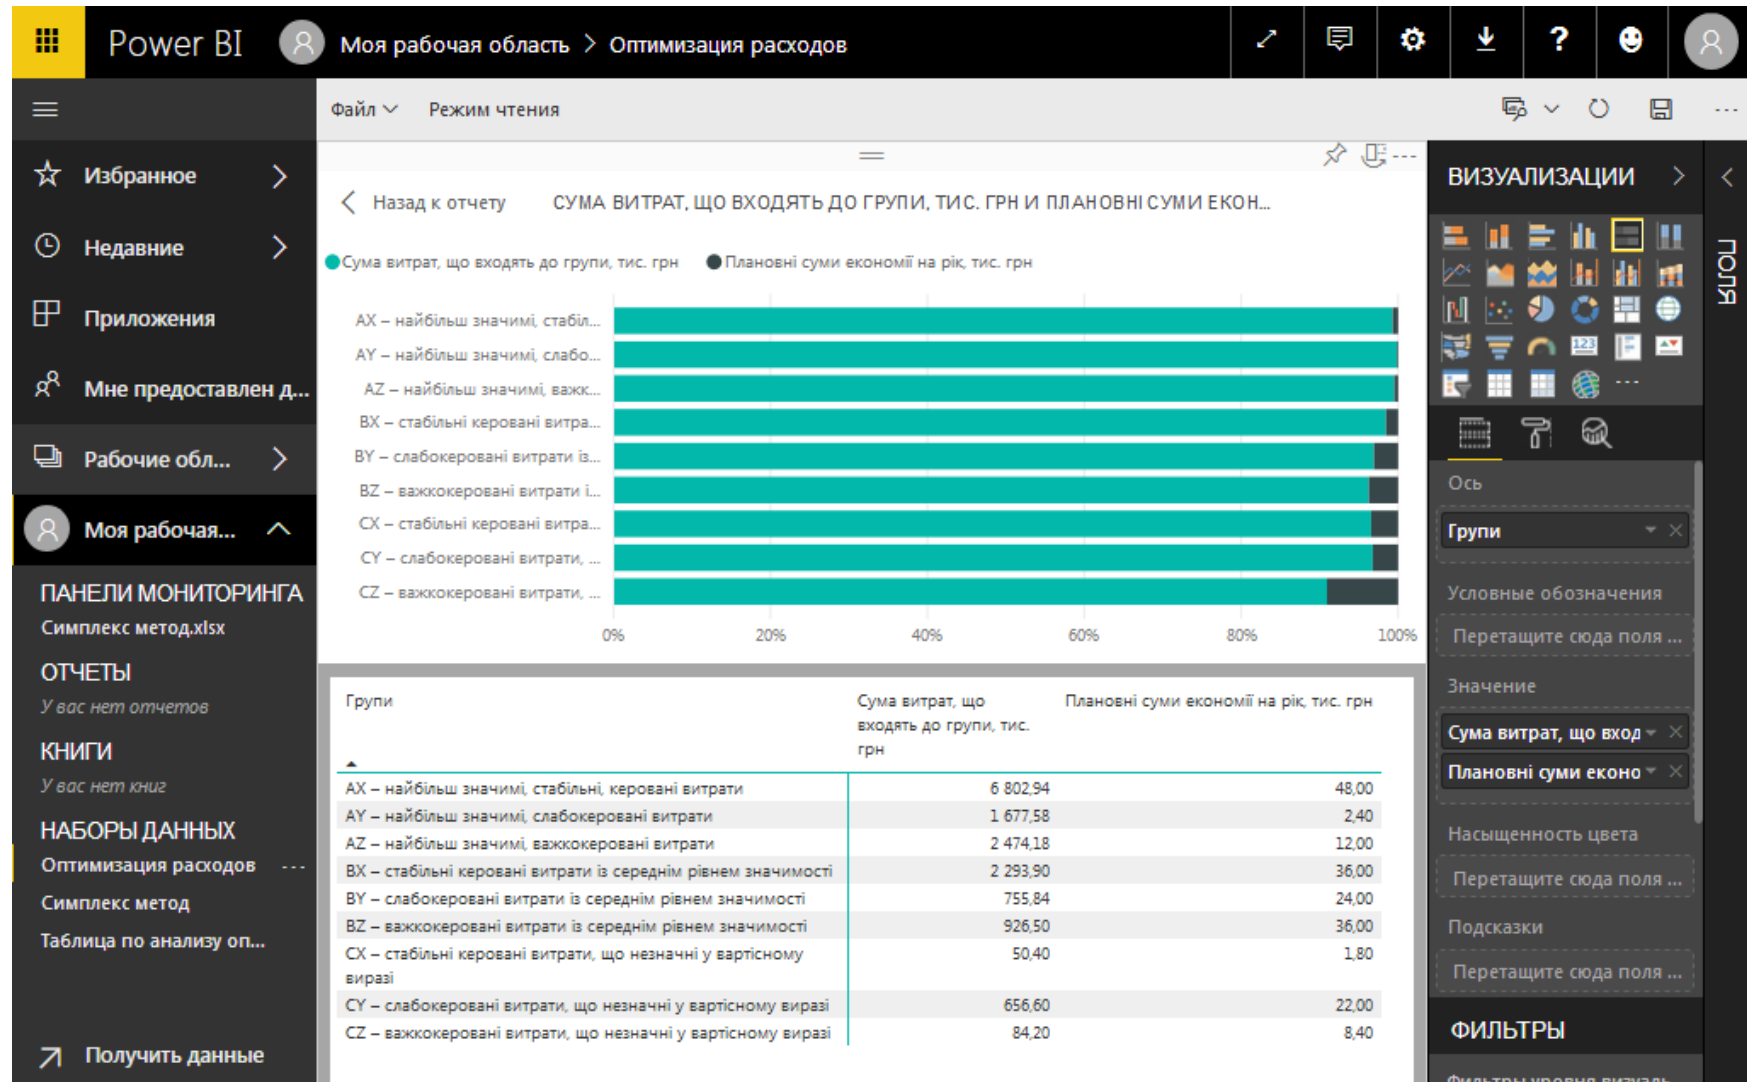 Power BI
Моя рабочая область > Оптимизация расходов
?
Файл
Режим чтения
Избранное
Недавние
Приложения
Мне предоставлен д...
Рабочие обл...
Моя рабочая...
ПАНЕЛИ МОНИТОРИНГА
Симплекс метод.xlsx
ОТЧЕТЫ
У вас нет отчетов
КНИГИ
У вас нет книг
НАБОРЫ ДАННЫХ
Оптимизация расходов ...
Симплекс метод
Таблица по анализу оп...
Получить данные
Назад к отчету
СУМА ВИТРАТ, ЩО ВХОДЯТЬ ДО ГРУПИ, ТИС. ГРН И ПЛАНОВНІ СУМИ ЕКОН...
Сума витрат, що входять до групи, тис. грн
Плановні суми економії на рік, тис. грн
AX – найбільш значимі, стабіл...
AY – найбільш значимі, слабо...
AZ – найбільш значимі, важк...
BX – стабільні керовані витра...
BY – слабокеровані витрати із...
BZ – важкокеровані витрати і...
CX – стабільні керовані витра...
CY – слабокеровані витрати, ...
CZ – важкокеровані витрати, ...
0% 20% 40% 60% 80% 100%
Групи
Сума витрат, що
входять до групи, тис.
грн
Плановні суми економії на рік, тис. грн
AX – найбільш значимі, стабільні, керовані витрати 6 802,94 48,00
AY – найбільш значимі, слабокеровані витрати 1 677,58 2,40
AZ – найбільш значимі, важкокеровані витрати 2 474,18 12,00
BX – стабільні керовані витрати із середнім рівнем значимості 2 293,90 36,00
BY – слабокеровані витрати із середнім рівнем значимості 755,84 24,00
BZ – важкокеровані витрати із середнім рівнем значимості 926,50 36,00
CX – стабільні керовані витрати, що незначні у вартісному 50,40 1,80
виразі
CY – слабокеровані витрати, що незначні у вартісному виразі 656,60 22,00
CZ – важкокеровані витрати, що незначні у вартісному виразі 84,20 8,40
ВИЗУАЛИЗАЦИИ
123
Ось
Групи
Условные обозначения
Перетащите сюда поля ...
Значение
Сума витрат, що вход
Плановні суми еконо
Насыщенность цвета
Перетащите сюда поля ...
Подсказки
Перетащите сюда поля ...
ФИЛЬТРЫ
ПОЛЯ